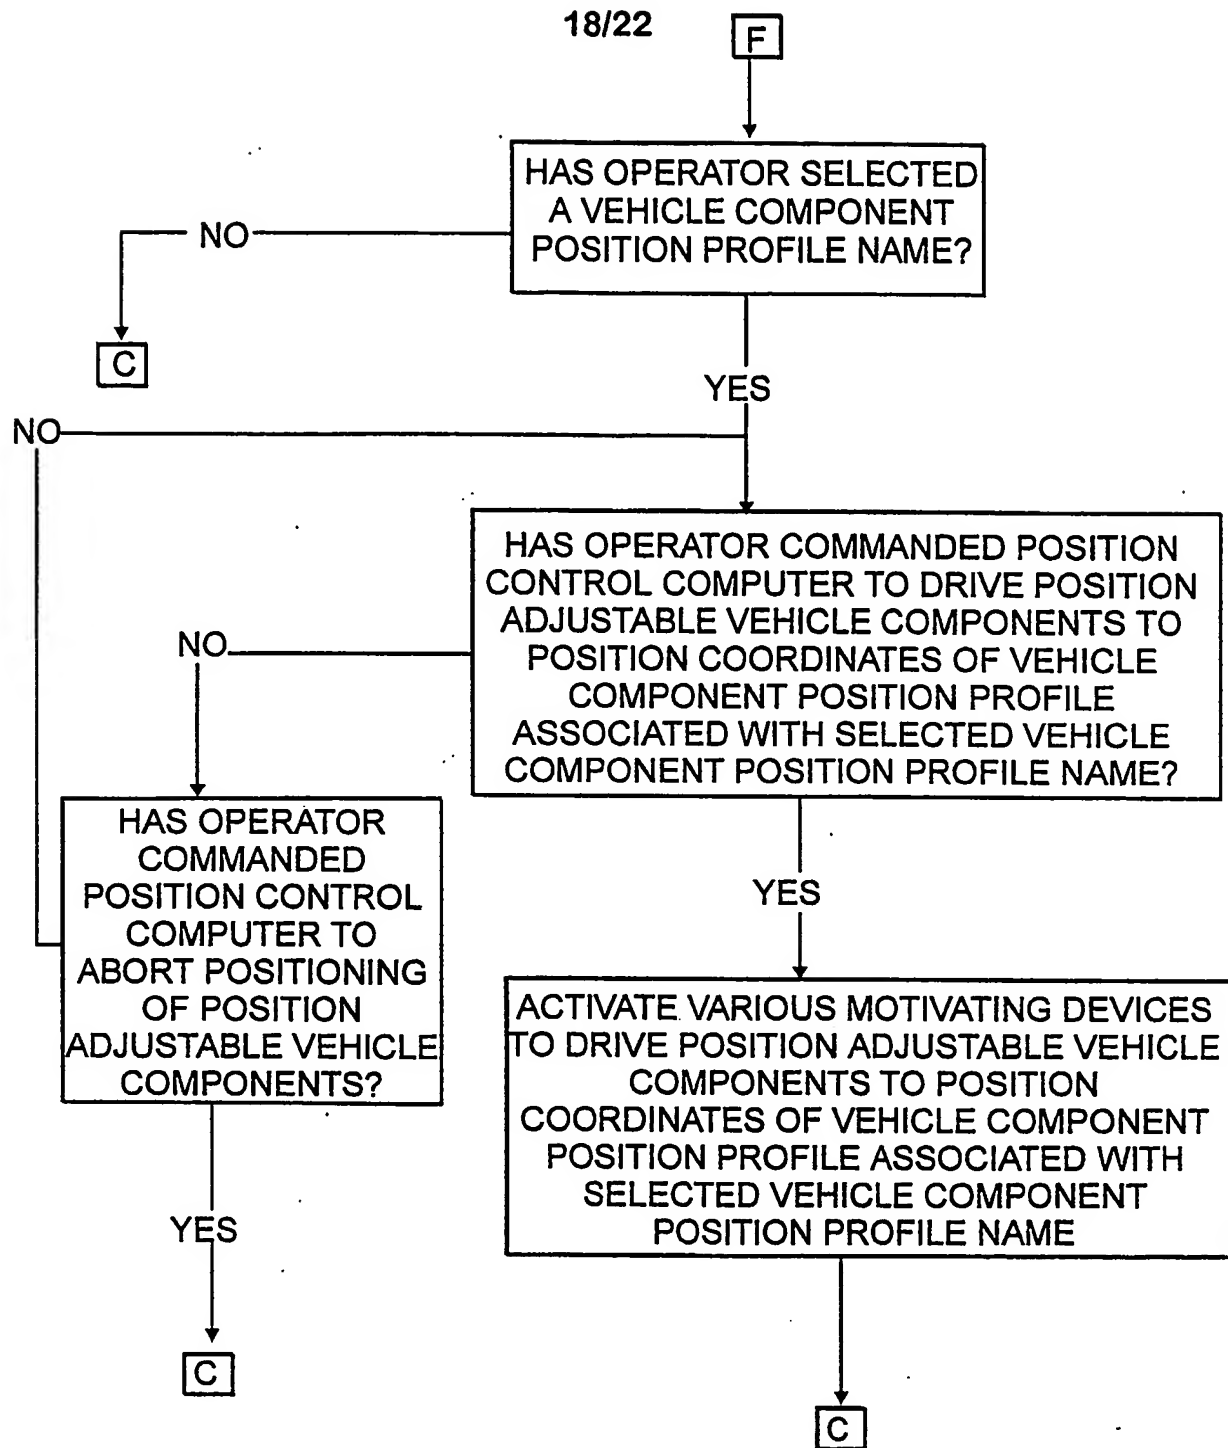 18/22
F
HAS OPERATOR SELECTED
A VEHICLE COMPONENT
POSITION PROFILE NAME?
NO
C
YES
NO
HAS OPERATOR COMMANDED POSITION
CONTROL COMPUTER TO DRIVE POSITION
ADJUSTABLE VEHICLE COMPONENTS TO
POSITION COORDINATES OF VEHICLE
COMPONENT POSITION PROFILE
ASSOCIATED WITH SELECTED VEHICLE
COMPONENT POSITION PROFILE NAME?
NO
HAS OPERATOR
COMMANDED
POSITION CONTROL
COMPUTER TO
ABORT POSITIONING
OF POSITION
ADJUSTABLE VEHICLE
COMPONENTS?
YES
ACTIVATE VARIOUS MOTIVATING DEVICES
TO DRIVE POSITION ADJUSTABLE VEHICLE
COMPONENTS TO POSITION
COORDINATES OF VEHICLE COMPONENT
POSITION PROFILE ASSOCIATED WITH
SELECTED VEHICLE COMPONENT
POSITION PROFILE NAME
YES
C
C